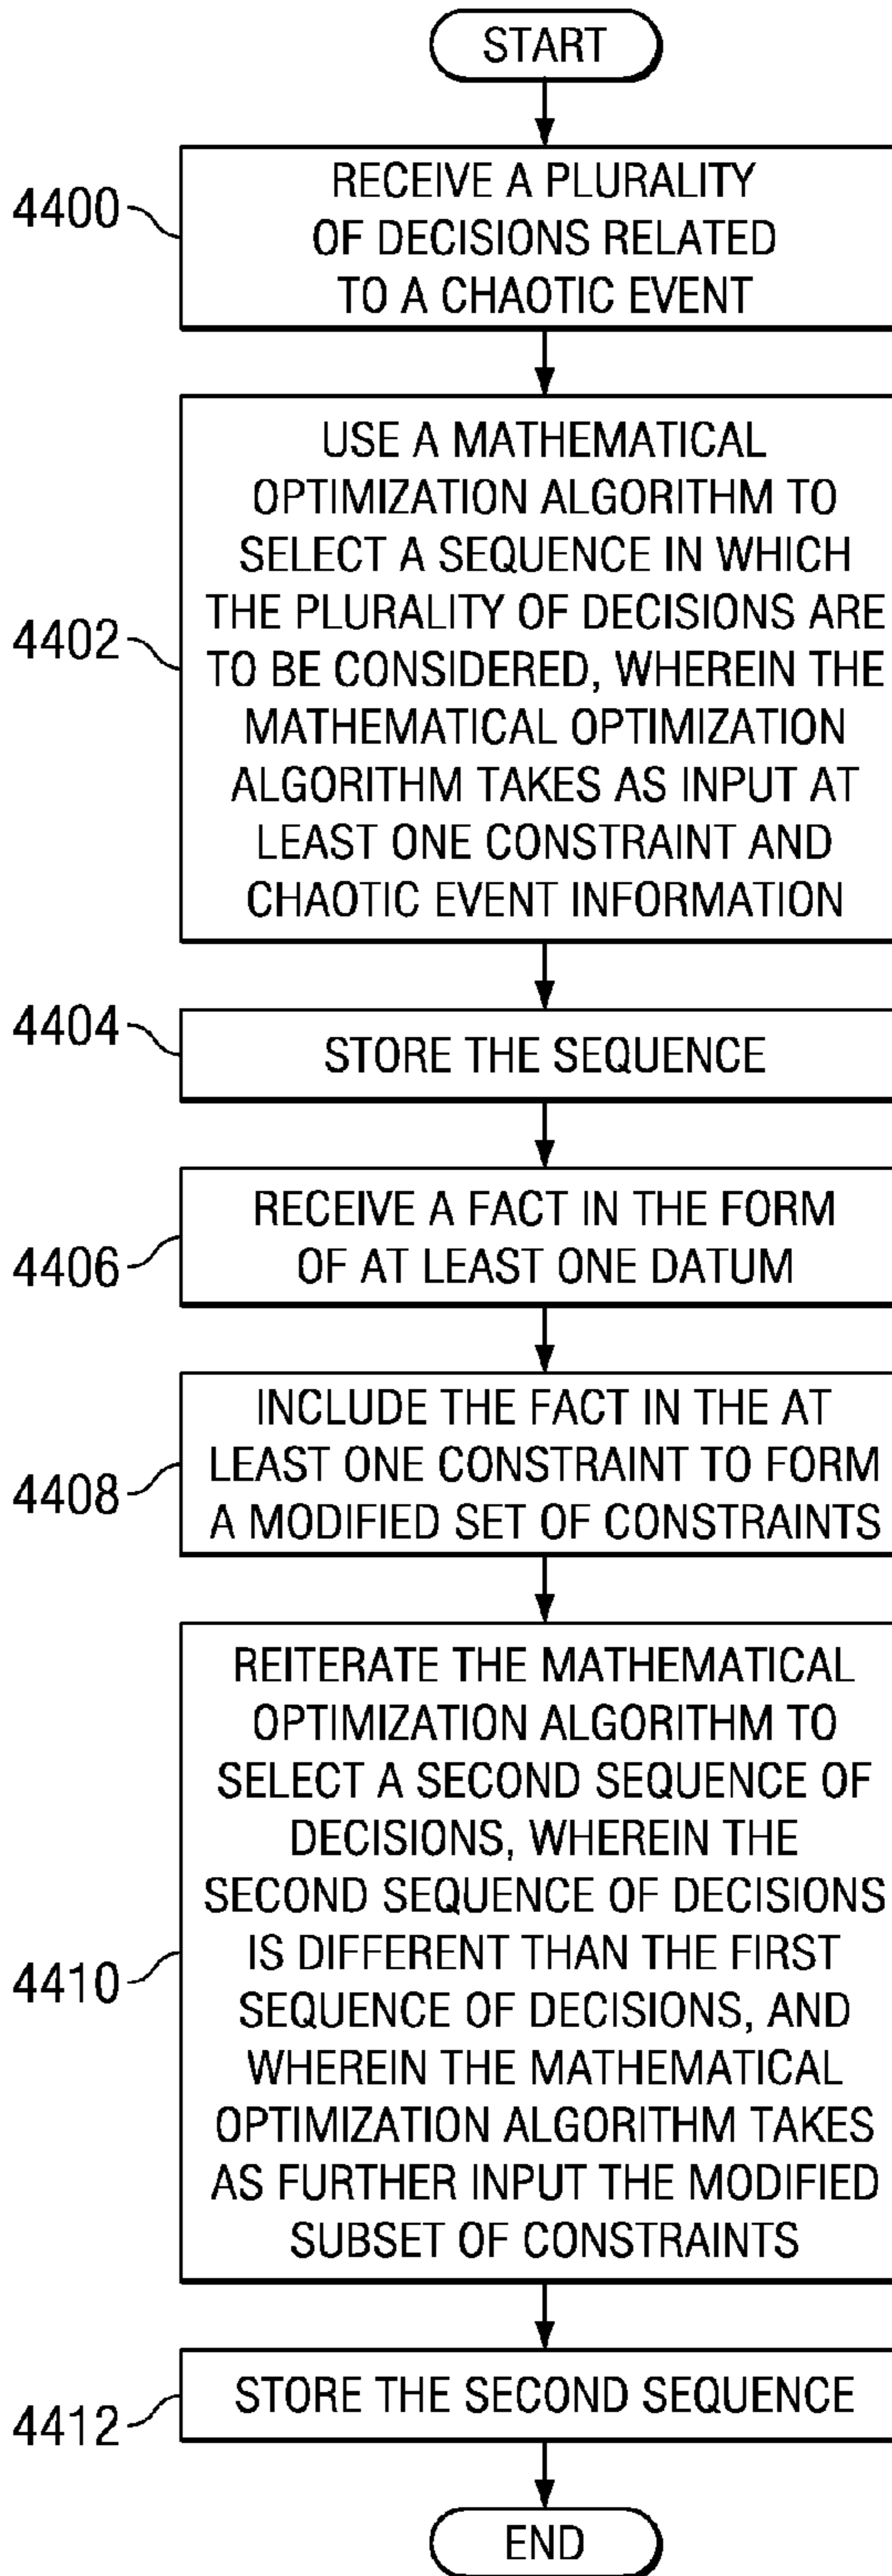 START
4400
RECEIVE A PLURALITY
OF DECISIONS RELATED
TO A CHAOTIC EVENT
4402
USE A MATHEMATICAL
OPTIMIZATION ALGORITHM TO
SELECT A SEQUENCE IN WHICH
THE PLURALITY OF DECISIONS ARE
TO BE CONSIDERED, WHEREIN THE
MATHEMATICAL OPTIMIZATION
ALGORITHM TAKES AS INPUT AT
LEAST ONE CONSTRAINT AND
CHAOTIC EVENT INFORMATION
4404
STORE THE SEQUENCE
4406
RECEIVE A FACT IN THE FORM
OF AT LEAST ONE DATUM
4408
INCLUDE THE FACT IN THE AT
LEAST ONE CONSTRAINT TO FORM
A MODIFIED SET OF CONSTRAINTS
4410
REITERATE THE MATHEMATICAL
OPTIMIZATION ALGORITHM TO
SELECT A SECOND SEQUENCE OF
DECISIONS, WHEREIN THE
SECOND SEQUENCE OF DECISIONS
IS DIFFERENT THAN THE FIRST
SEQUENCE OF DECISIONS, AND
WHEREIN THE MATHEMATICAL
OPTIMIZATION ALGORITHM TAKES
AS FURTHER INPUT THE MODIFIED
SUBSET OF CONSTRAINTS
4412
STORE THE SECOND SEQUENCE
END